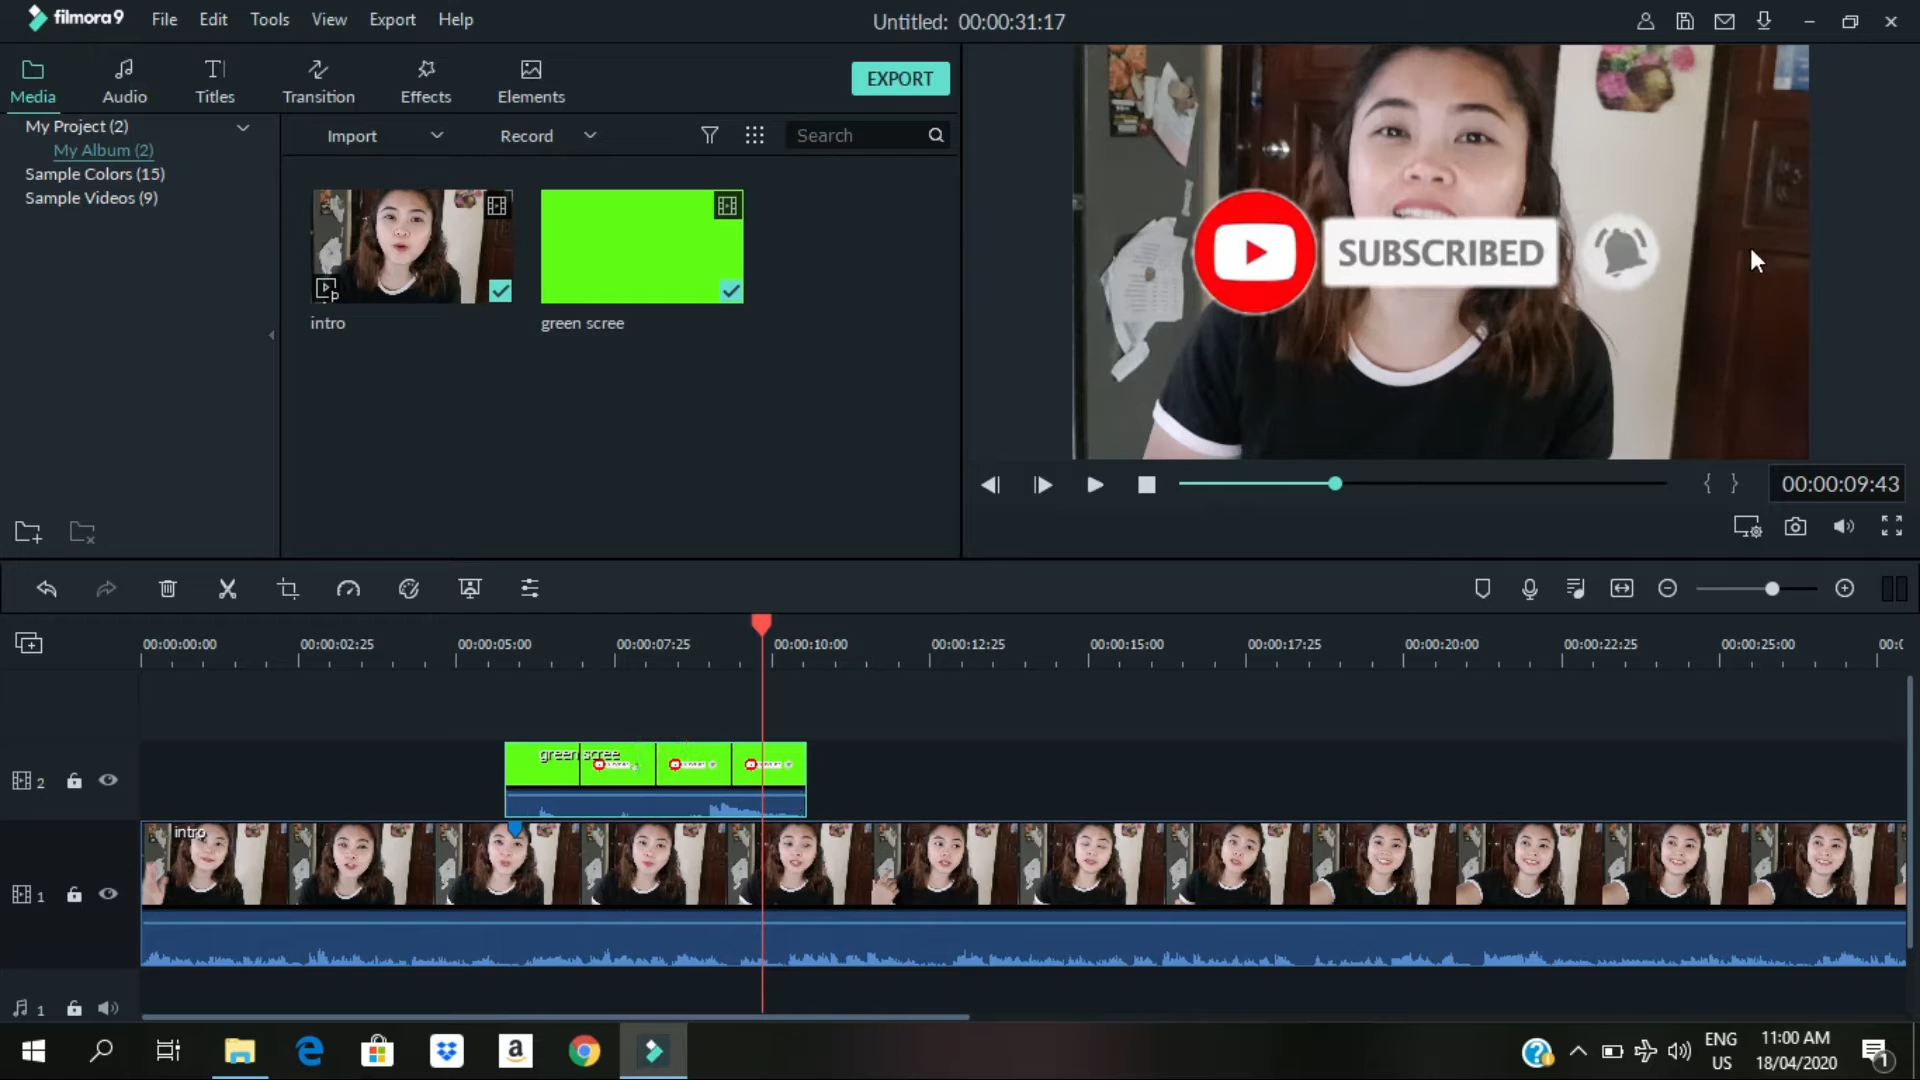 filmora9 File Edit Tools View Export Help
Untitled: 00:00:31:17
Media Audio Titles Transition Effects Elements
EXPORT
My Project (2)
My Album (2)
Sample Colors (15)
Sample Videos (9)
Import Record Search
intro green scree
SUBSCRIBED
{ } 00:00:09:43
00:00:00:00 00:00:02:25 00:00:05:00 00:00:07:25 00:00:10:00 00:00:12:25 00:00:15:00 00:00:17:25 00:00:20:00 00:00:22:25 00:00:25:00
green scree
2
intro
1
1
ENG
US
11:00 AM
18/04/2020
1